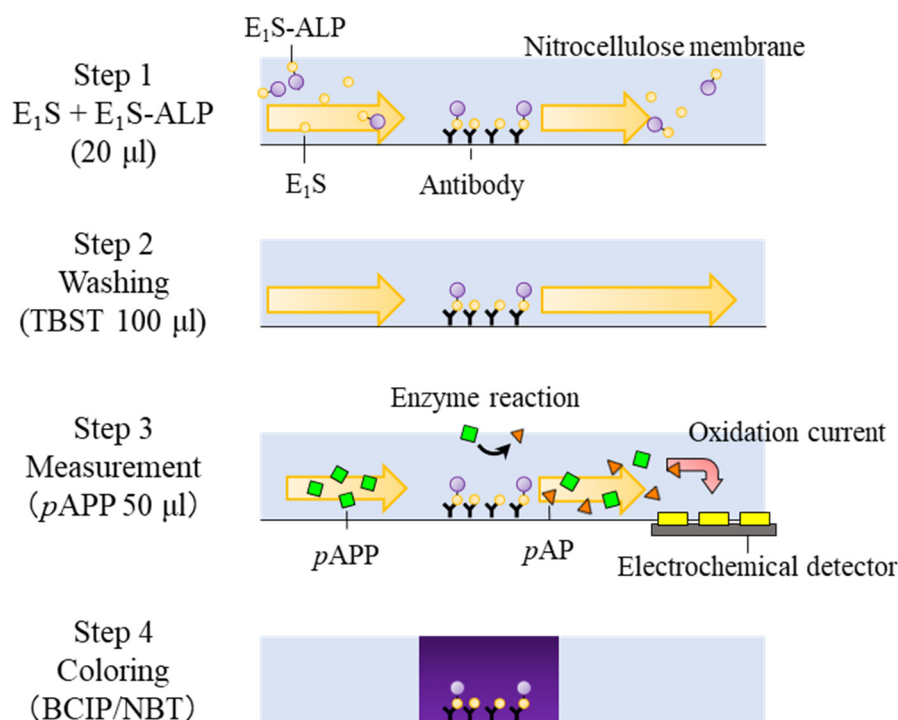 E₁S-ALP
Nitrocellulose membrane
Step 1
E₁S + E₁S-ALP
(20 μl)
E₁S
Antibody
Step 2
Washing
(TBST 100 μl)
Enzyme reaction
Step 3
Measurement
(pAPP 50 μl)
Oxidation current
pAPP
pAP
Electrochemical detector
Step 4
Coloring
(BCIP/NBT)